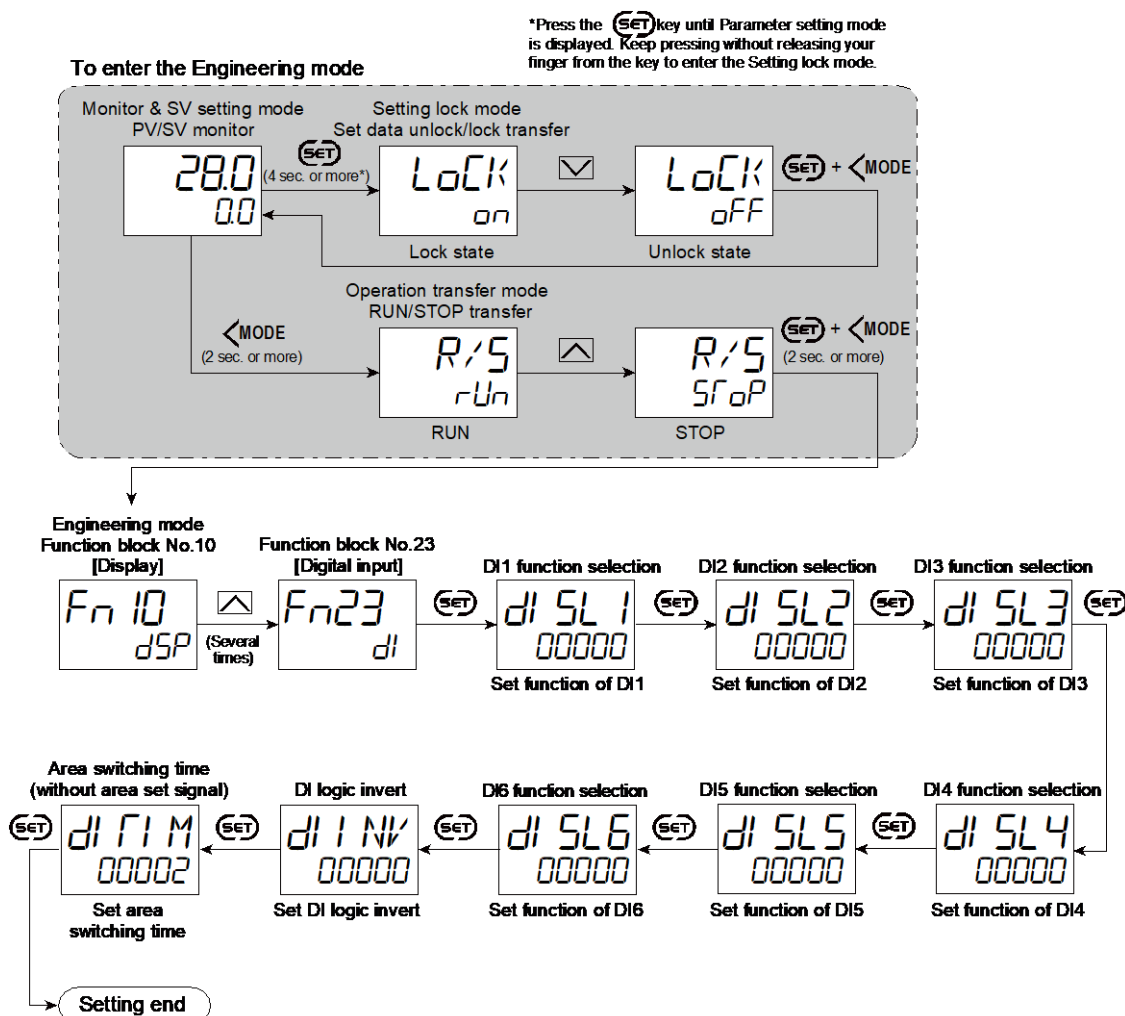 *Press the SET key until Parameter setting mode
is displayed. Keep pressing without releasing your
finger from the key to enter the Setting lock mode.
To enter the Engineering mode
Monitor & SV setting mode
PV/SV monitor
28.0
0.0
SET
(4 sec. or more*)
Setting lock mode
Set data unlock/lock transfer
LoCK
on
Lock state
LoCK
oFF
Unlock state
SET + MODE
MODE
(2 sec. or more)
Operation transfer mode
RUN/STOP transfer
R/S
rUn
RUN
R/S
SToP
STOP
SET + MODE
(2 sec. or more)
Engineering mode
Function block No.10
[Display]
Fn10
dSP
(Several
times)
Function block No.23
[Digital input]
Fn23
dI
SET
DI1 function selection
dI SL1
00000
Set function of DI1
SET
DI2 function selection
dI SL2
00000
Set function of DI2
SET
DI3 function selection
dI SL3
00000
Set function of DI3
SET
DI4 function selection
dI SL4
00000
Set function of DI4
SET
DI5 function selection
dI SL5
00000
Set function of DI5
SET
DI6 function selection
dI SL6
00000
Set function of DI6
SET
DI logic invert
dI INV
00000
Set DI logic invert
SET
Area switching time
(without area set signal)
dI TIM
00002
Set area
switching time
SET
Setting end